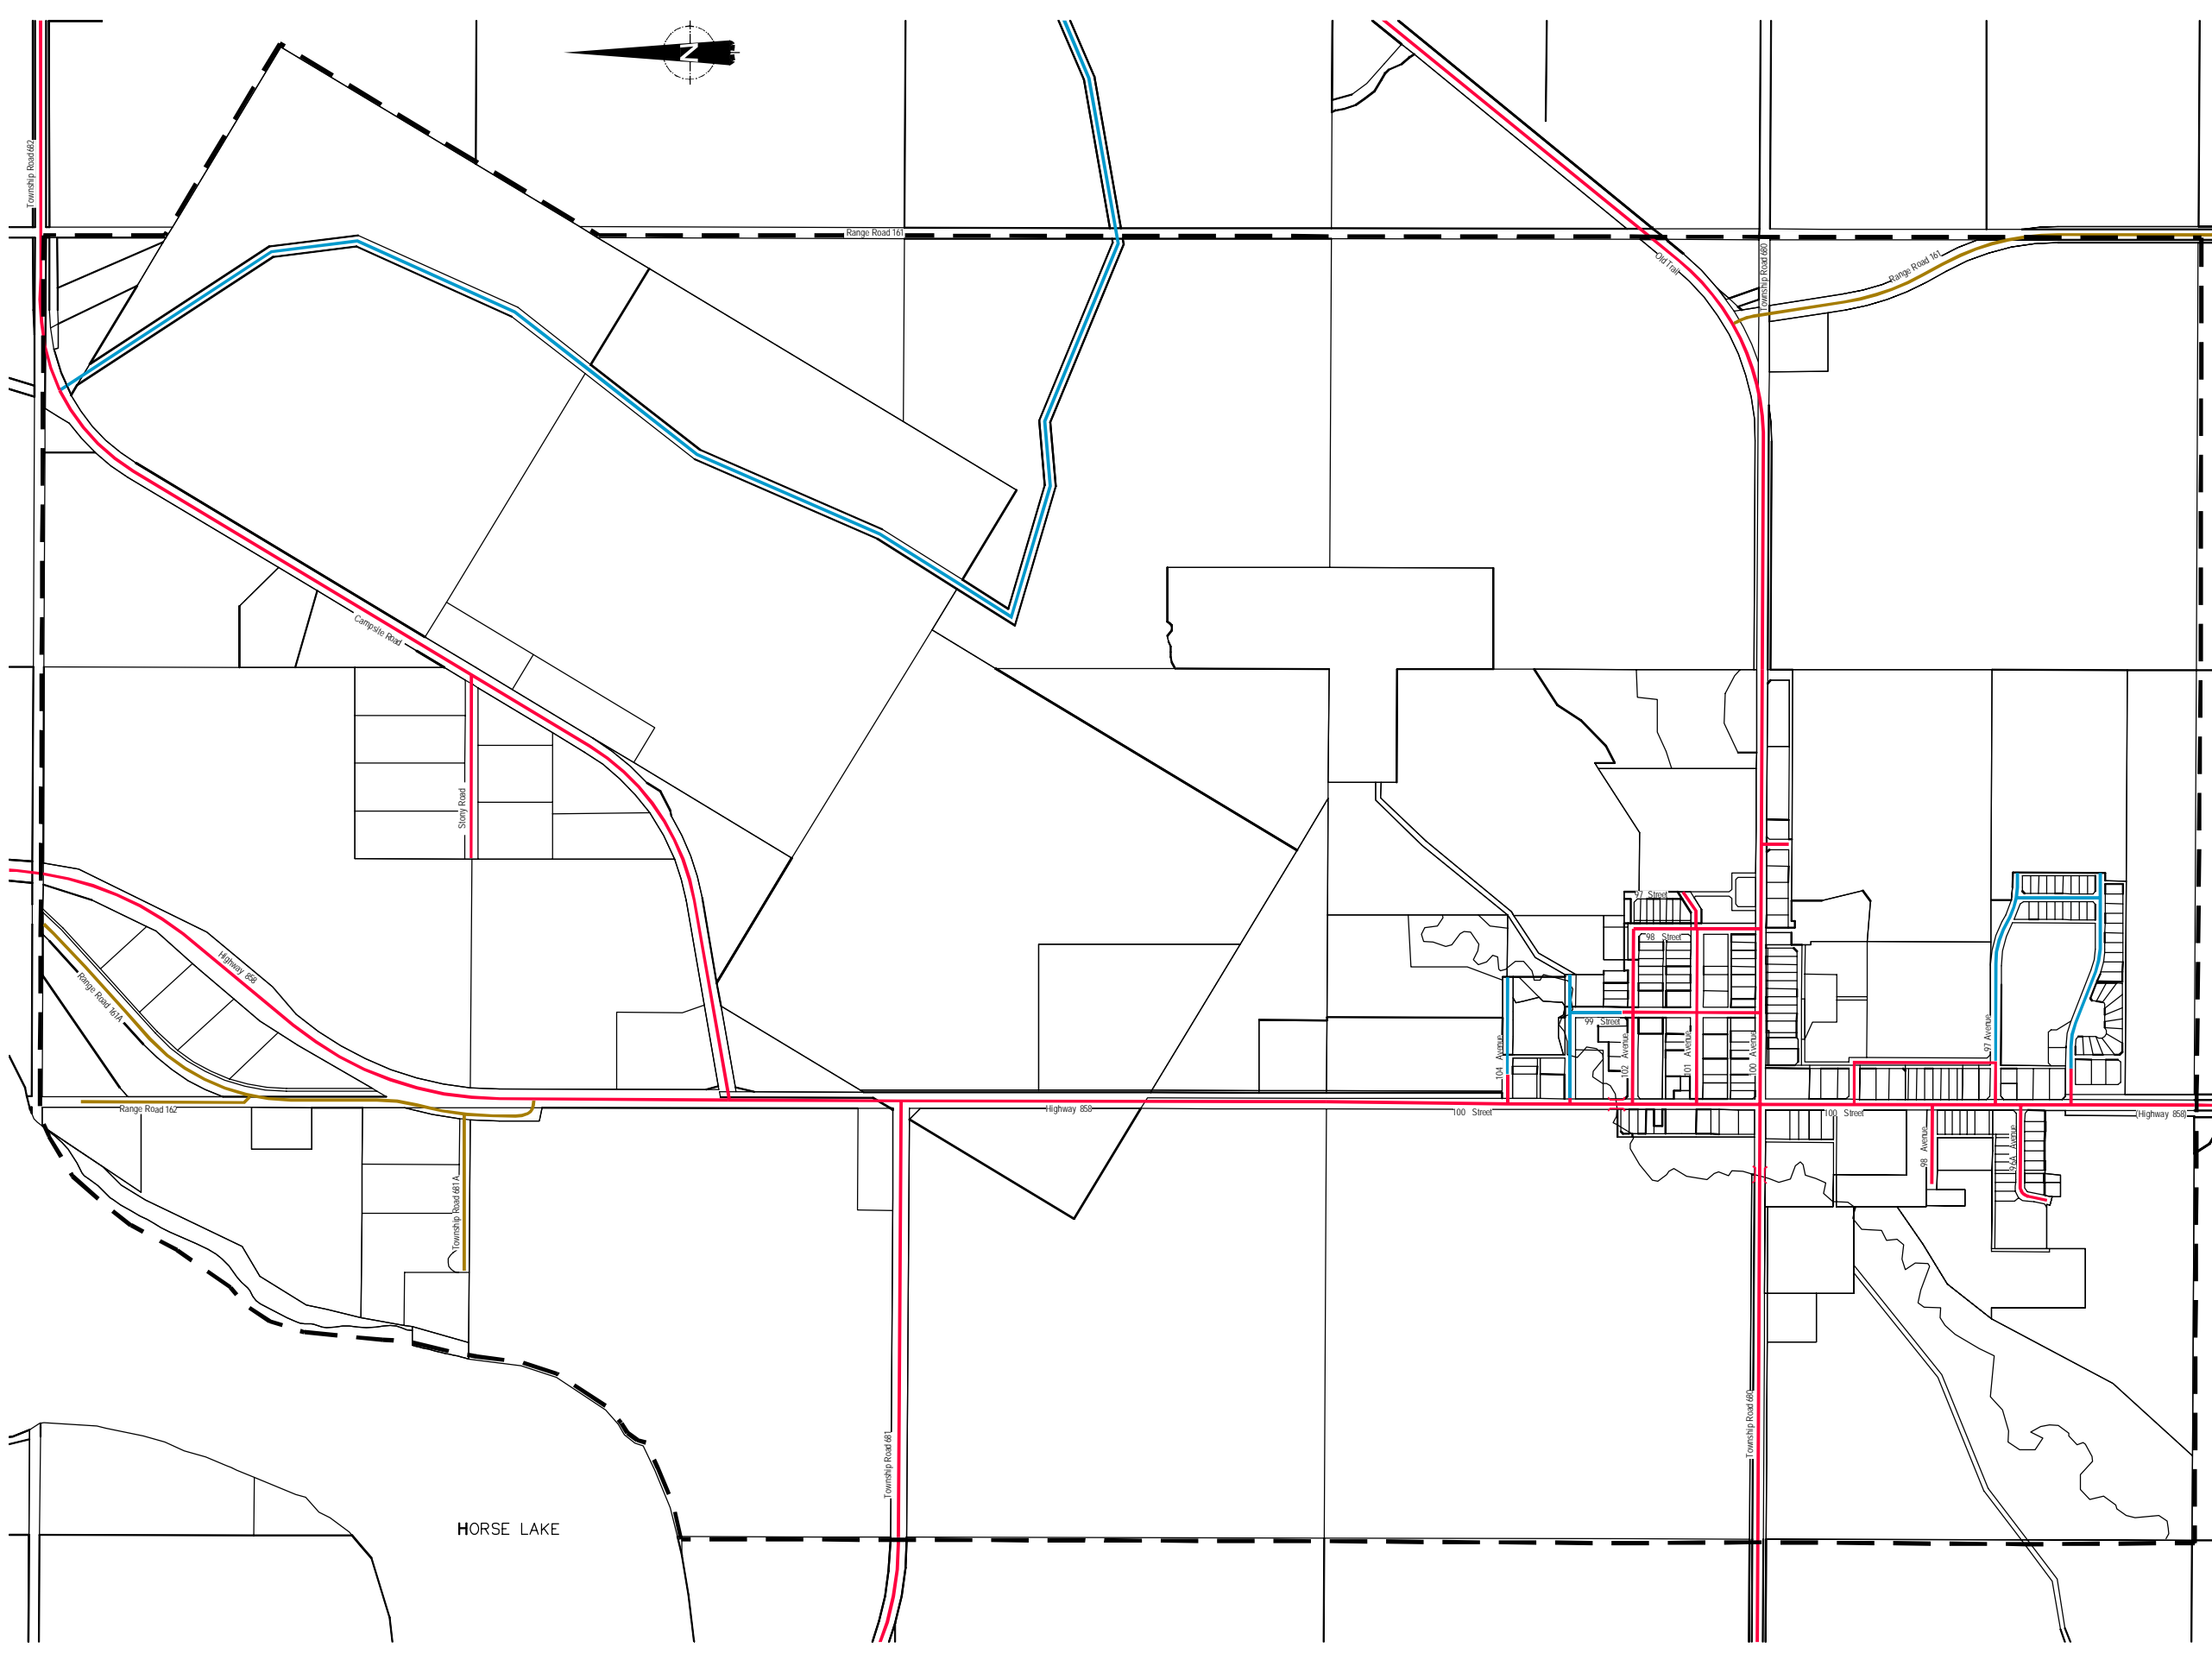 N
Township Road 682
Range Road 161
Old Trail
Township Road 680
Range Road 161
Campsite Road
Stony Road
Highway 858
Range Road 161A
Range Road 162
Township Road 681A
97 Street
98 Street
99 Street
104 Avenue
102 Avenue
101 Avenue
100 Avenue
97 Avenue
Highway 858
100 Street
100 Street
(Highway 858)
98 Avenue
96A Avenue
Township Road 681
Township Road 680
HORSE LAKE